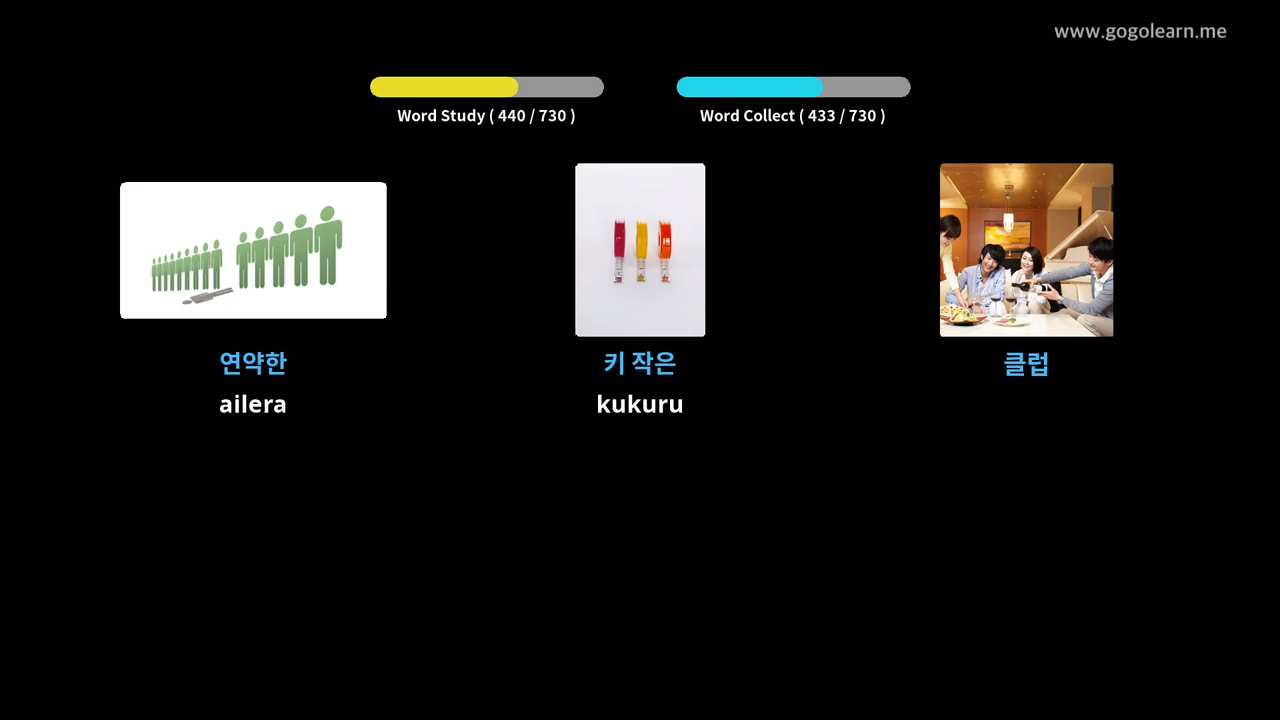 www.gogolearn.me
Word Study ( 440 / 730 )
Word Collect ( 433 / 730 )
연약한
ailera
키 작은
kukuru
클럽